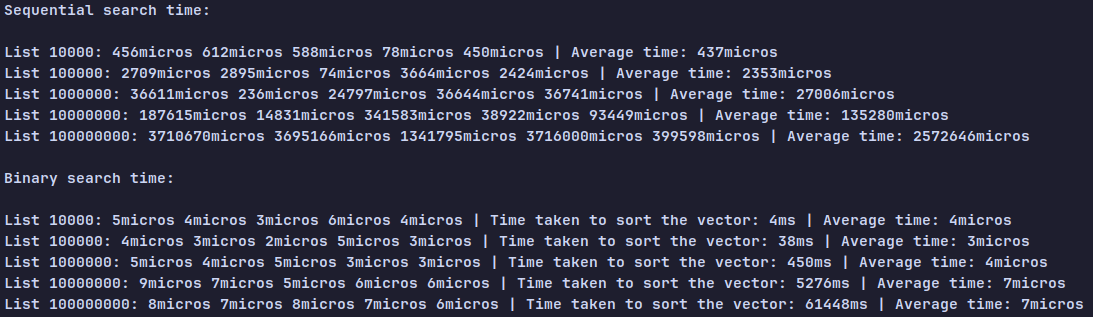 Sequential search time:
List 10000: 456micros 612micros 588micros 78micros 450micros | Average time: 437micros
List 100000: 2709micros 2895micros 74micros 3664micros 2424micros | Average time: 2353micros
List 1000000: 36611micros 236micros 24797micros 36644micros 36741micros | Average time: 27006micros
List 10000000: 187615micros 14831micros 341583micros 38922micros 93449micros | Average time: 135280micros
List 100000000: 3710670micros 3695166micros 1341795micros 3716000micros 399598micros | Average time: 2572646micros
Binary search time:
List 10000: 5micros 4micros 3micros 6micros 4micros | Time taken to sort the vector: 4ms | Average time: 4micros
List 100000: 4micros 3micros 2micros 5micros 3micros | Time taken to sort the vector: 38ms | Average time: 3micros
List 1000000: 5micros 4micros 5micros 3micros 3micros | Time taken to sort the vector: 450ms | Average time: 4micros
List 10000000: 9micros 7micros 5micros 6micros 6micros | Time taken to sort the vector: 5276ms | Average time: 7micros
List 100000000: 8micros 7micros 8micros 7micros 6micros | Time taken to sort the vector: 61448ms | Average time: 7micros